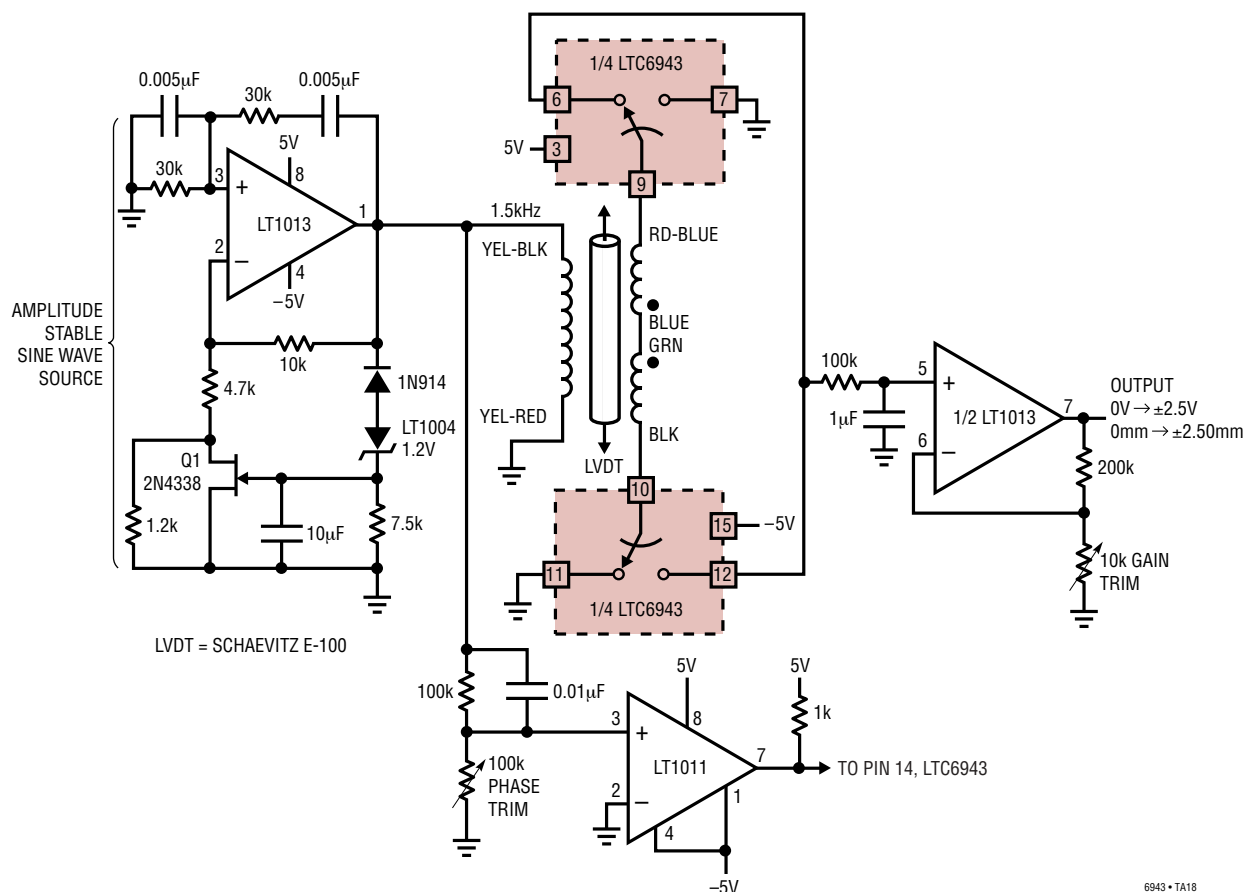 0.005µF
30k
0.005µF
30k
5V
3
8
+
LT1013
1
2
–
4
–5V
AMPLITUDE
STABLE
SINE WAVE
SOURCE
10k
4.7k
1N914
LT1004
1.2V
Q1
2N4338
1.2k
10µF
7.5k
LVDT = SCHAEVITZ E-100
1.5kHz
YEL-BLK
YEL-RED
LVDT
RD-BLUE
BLUE
GRN
BLK
1/4 LTC6943
6
7
5V
3
9
10
15
–5V
11
12
1/4 LTC6943
100k
1µF
5
+
1/2 LT1013
7
6
–
OUTPUT
0V → ±2.5V
0mm → ±2.50mm
200k
10k GAIN
TRIM
100k
0.01µF
100k
PHASE
TRIM
5V
3
8
+
LT1011
7
2
–
1
4
–5V
5V
1k
TO PIN 14, LTC6943
6943 • TA18